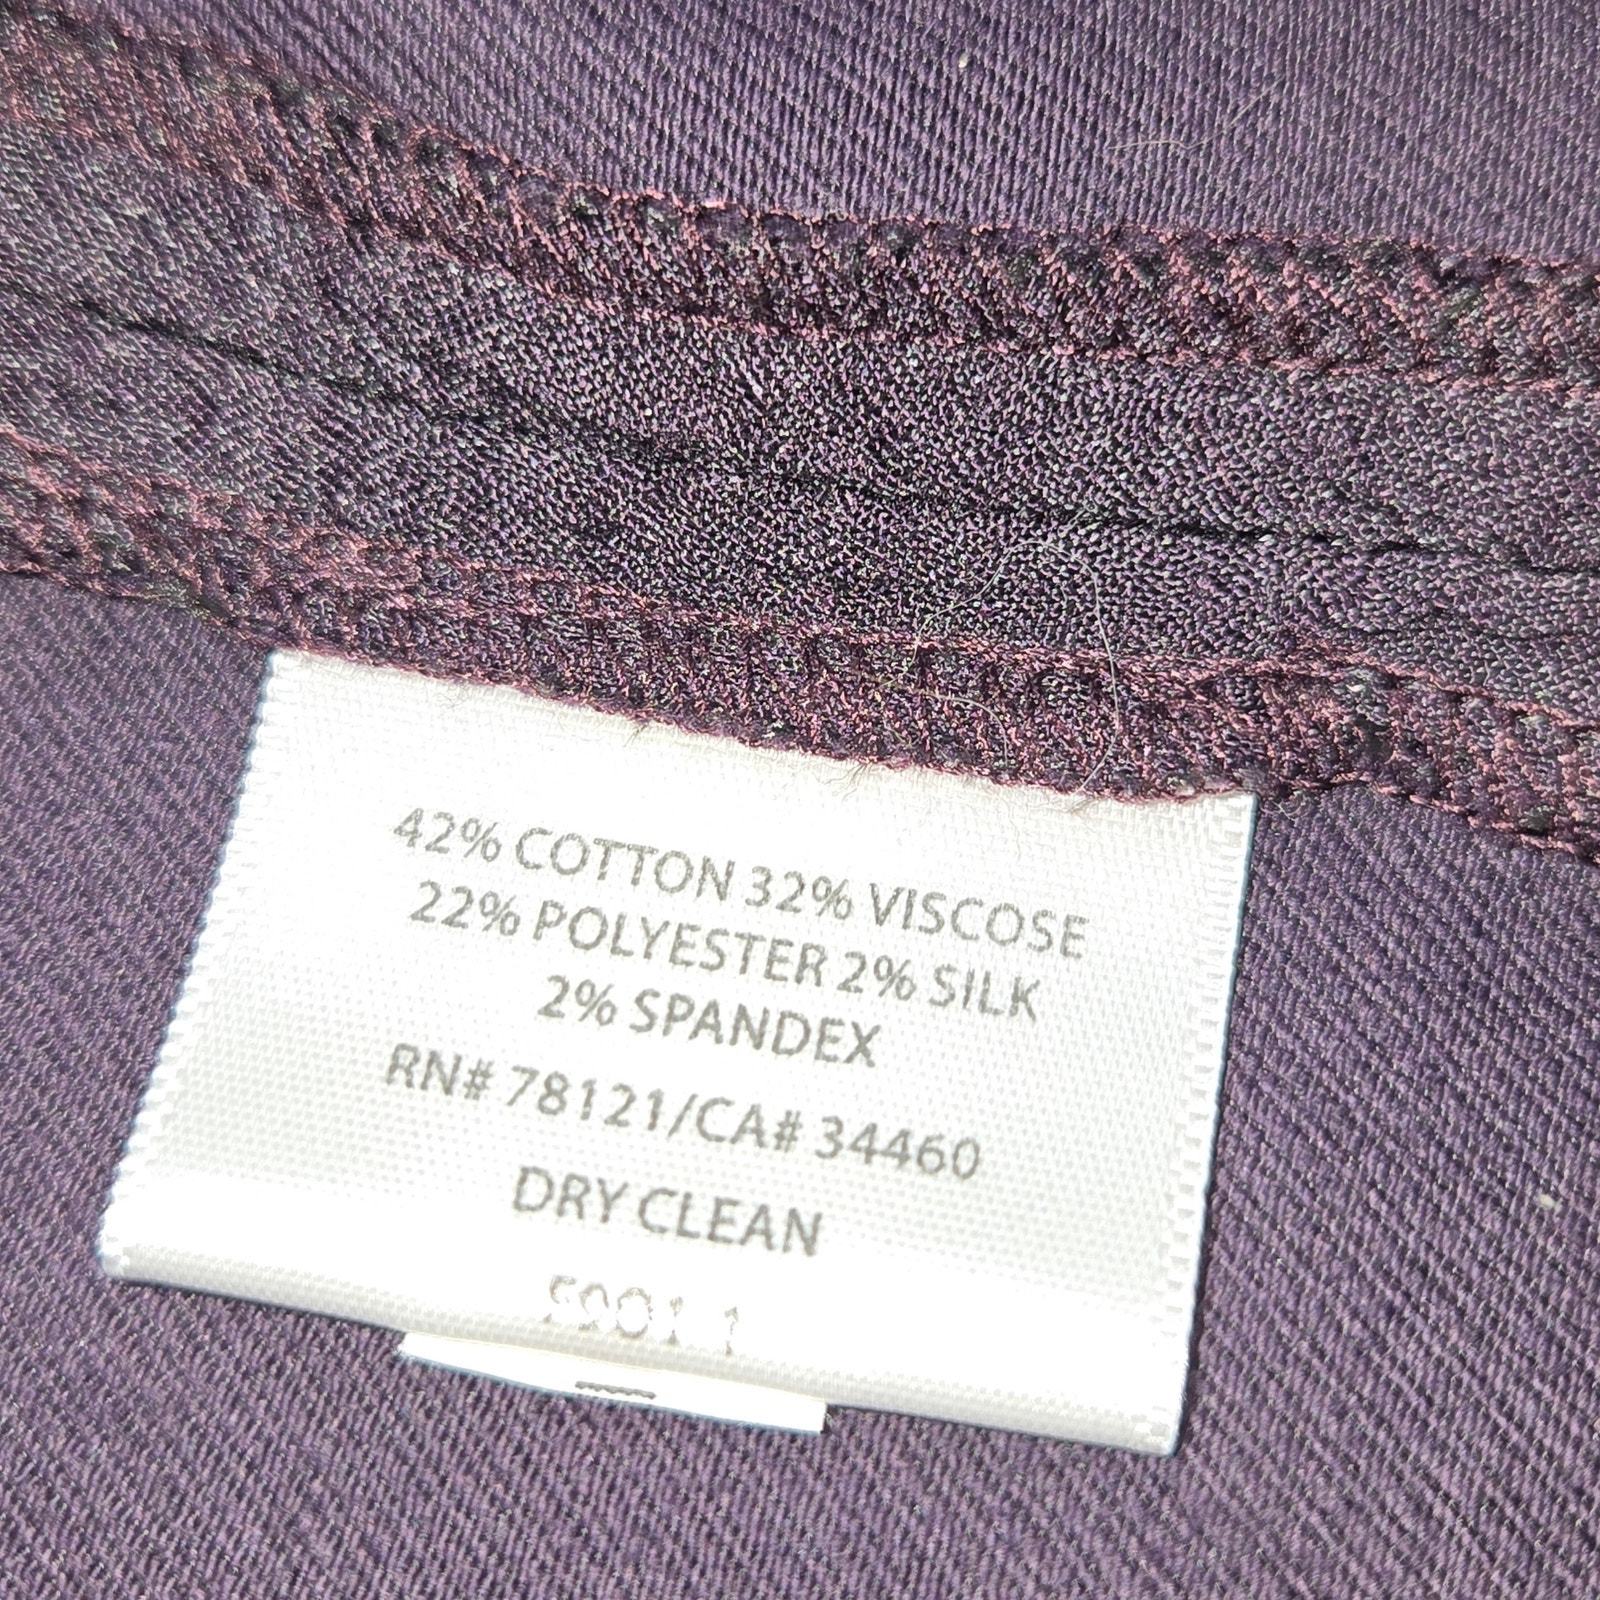 42% COTTON 32% VISCOSE
22% POLYESTER 2% SILK
2% SPANDEX
RN# 78121/CA# 34460
DRY CLEAN